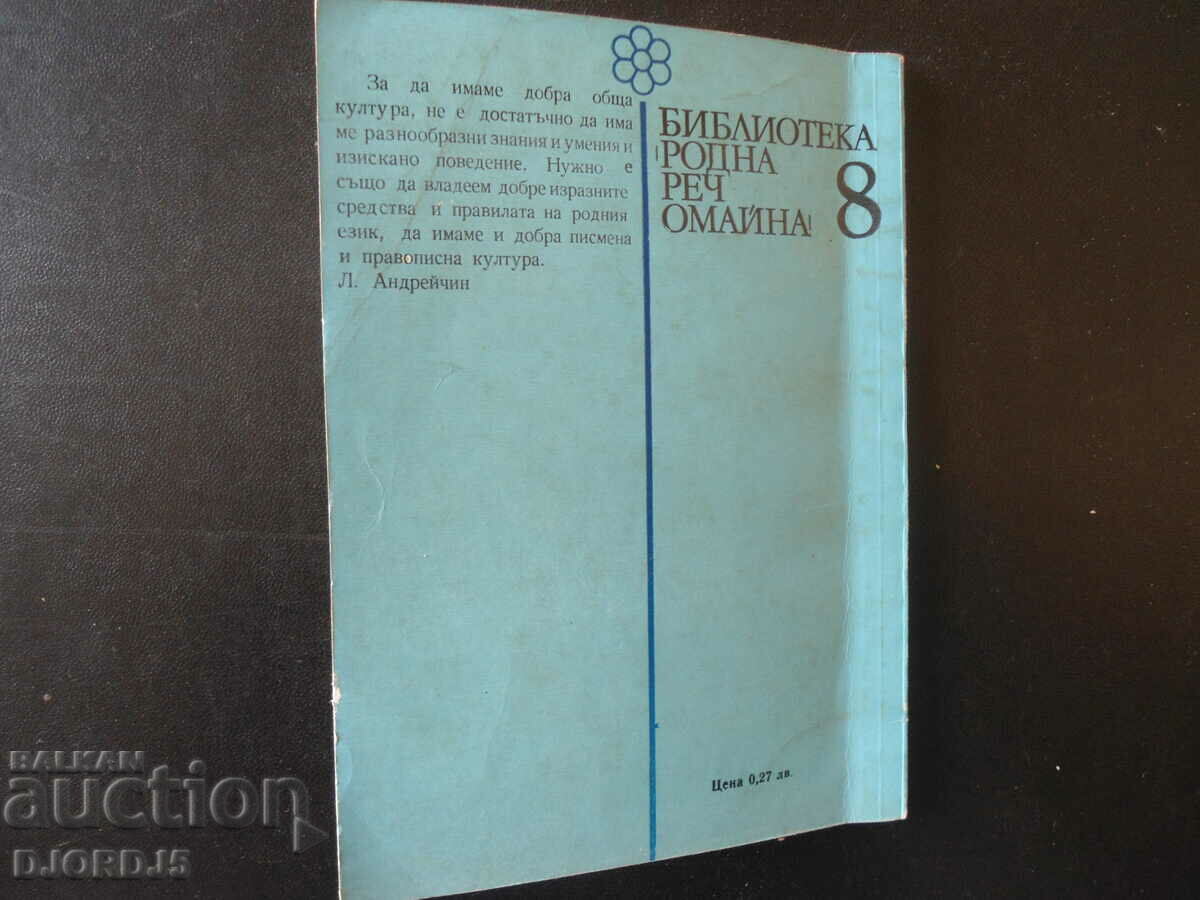 За да имаме добра обща
култура, не е достатъчно да има
ме разнообразни знания и умения и
изискано поведение. Нужно е
също да владеем добре изразните
средства и правилата на родния
език, да имаме и добра писмена
и правописна култура.
Л. Андрейчин
БИБЛИОТЕКА
РОДНА
РЕЧ
ОМАЙНА!
8
Цена 0,27 лв.
BALKAN
auction
DJORDJ5